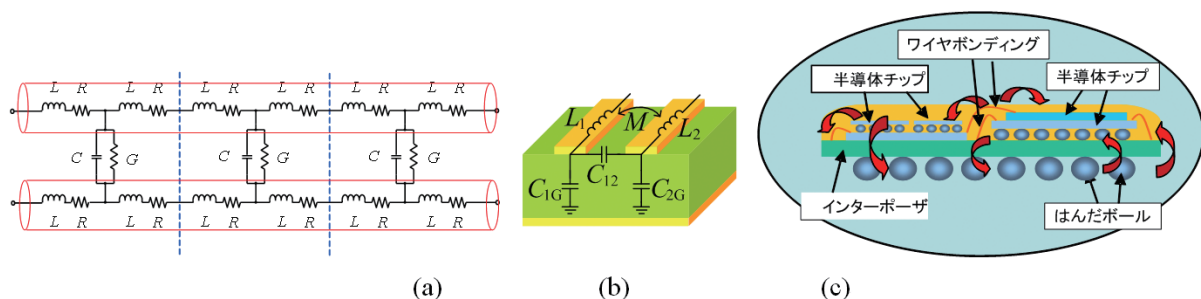 L R L R L R L R L R L R
C G C G C G
L R L R L R L R L R L R
(a)
L₁ M L₂
C₁₂
C₁G C₂G
(b)
ワイヤボンディング
半導体チップ 半導体チップ
インターポーザ はんだボール
(c)